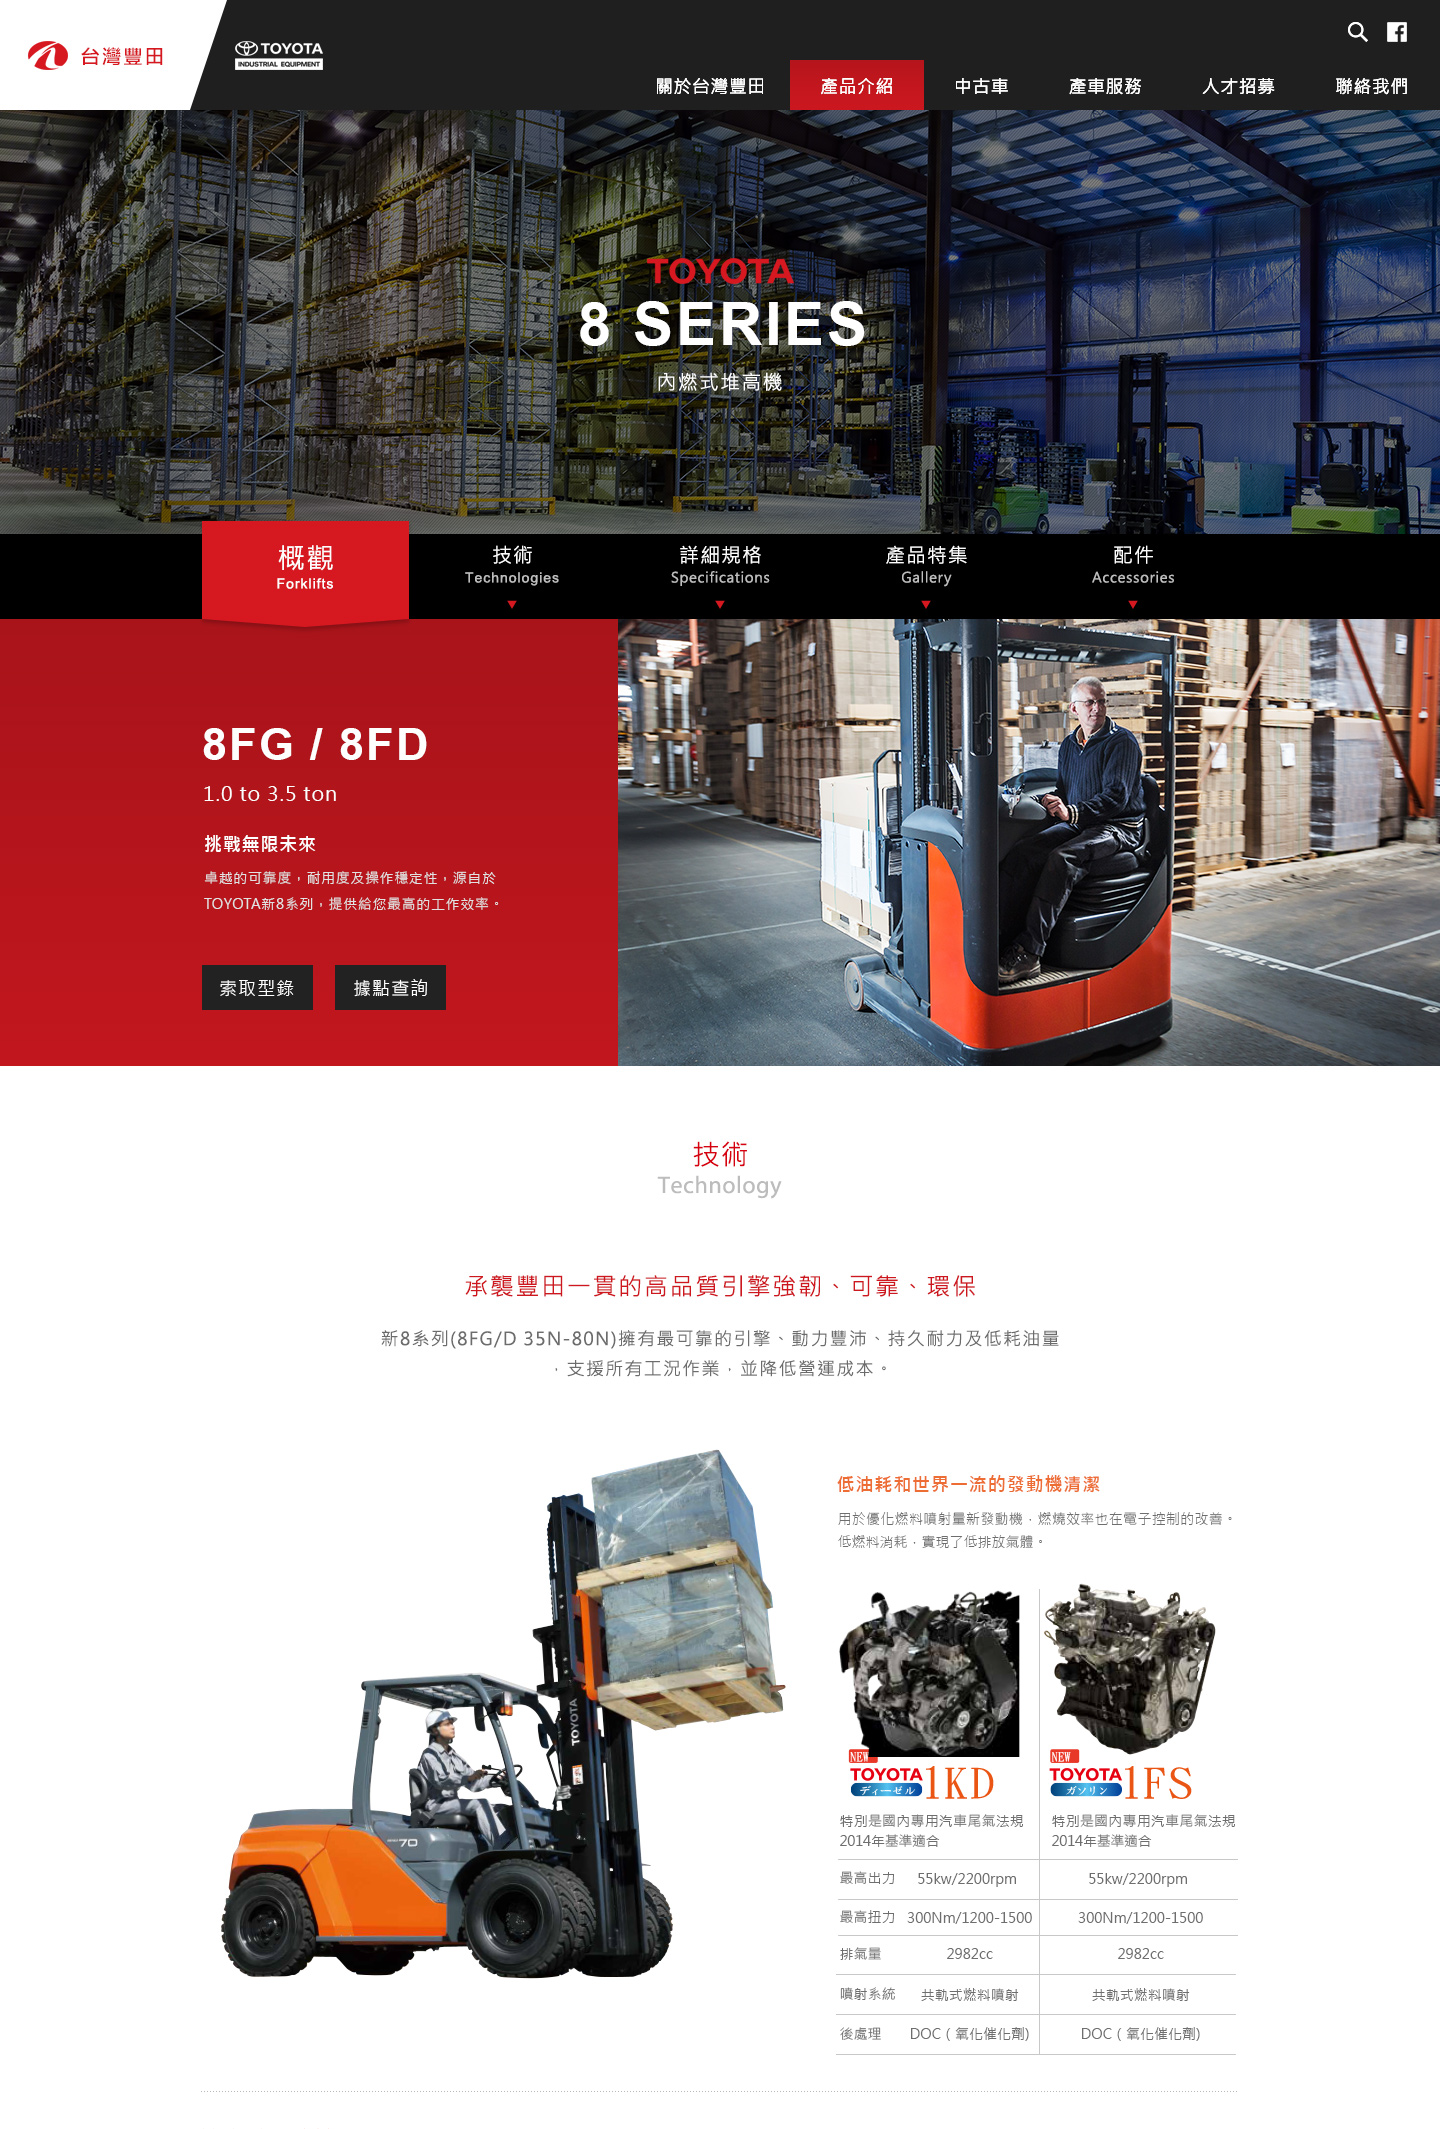 台灣豐田
TOYOTA
INDUSTRIAL EQUIPMENT
關於台灣豐田
產品介紹
中古車
產車服務
人才招募
聯絡我們
TOYOTA
8 SERIES
內燃式堆高機
概觀
Forklifts
技術
Technologies
詳細規格
Specifications
產品特集
Gallery
配件
Accessories
8FG / 8FD
1.0 to 3.5 ton
挑戰無限未來
卓越的可靠度，耐用度及操作穩定性，源自於
TOYOTA新8系列，提供給您最高的工作效率。
索取型錄
據點查詢
技術
Technology
承襲豐田一貫的高品質引擎強韌、可靠、環保
新8系列(8FG/D 35N-80N)擁有最可靠的引擎、動力豐沛、持久耐力及低耗油量
，支援所有工況作業，並降低營運成本。
低油耗和世界一流的發動機清潔
用於優化燃料噴射量新發動機，燃燒效率也在電子控制的改善。
低燃料消耗，實現了低排放氣體。
TOYOTA
70
NEW
TOYOTA
ディーゼル
1KD
NEW
TOYOTA
ガソリン
1FS
特別是國內專用汽車尾氣法規
2014年基準適合
特別是國內專用汽車尾氣法規
2014年基準適合
最高出力 55kw/2200rpm 55kw/2200rpm
最高扭力 300Nm/1200-1500 300Nm/1200-1500
排氣量 2982cc 2982cc
噴射系統 共軌式燃料噴射 共軌式燃料噴射
後處理 DOC ( 氧化催化劑) DOC ( 氧化催化劑)